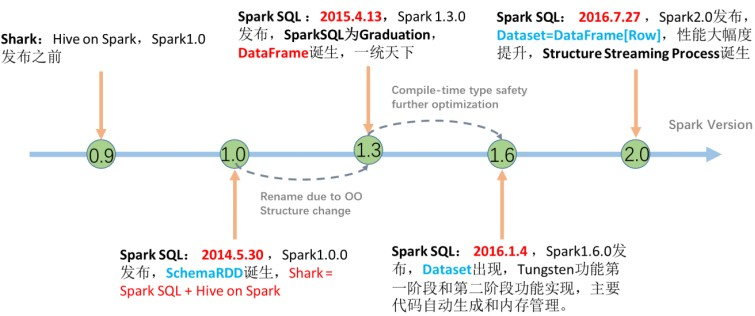 Shark：Hive on Spark，Spark1.0
发布之前
Spark SQL：2015.4.13，Spark 1.3.0
发布，SparkSQL为Graduation，
DataFrame诞生，一统天下
Spark SQL：2016.7.27 ，Spark2.0发布，
Dataset=DataFrame[Row]，性能大幅度
提升，Structure Streaming Process诞生
Compile-time type safety
further optimization
Spark Version
0.9
1.0
1.3
1.6
2.0
Rename due to OO
Structure change
Spark SQL： 2014.5.30 ，Spark1.0.0
发布，SchemaRDD诞生，Shark =
Spark SQL + Hive on Spark
Spark SQL： 2016.1.4 ，Spark1.6.0发
布，Dataset出现，Tungsten功能第
一阶段和第二阶段功能实现，主要
代码自动生成和内存管理。